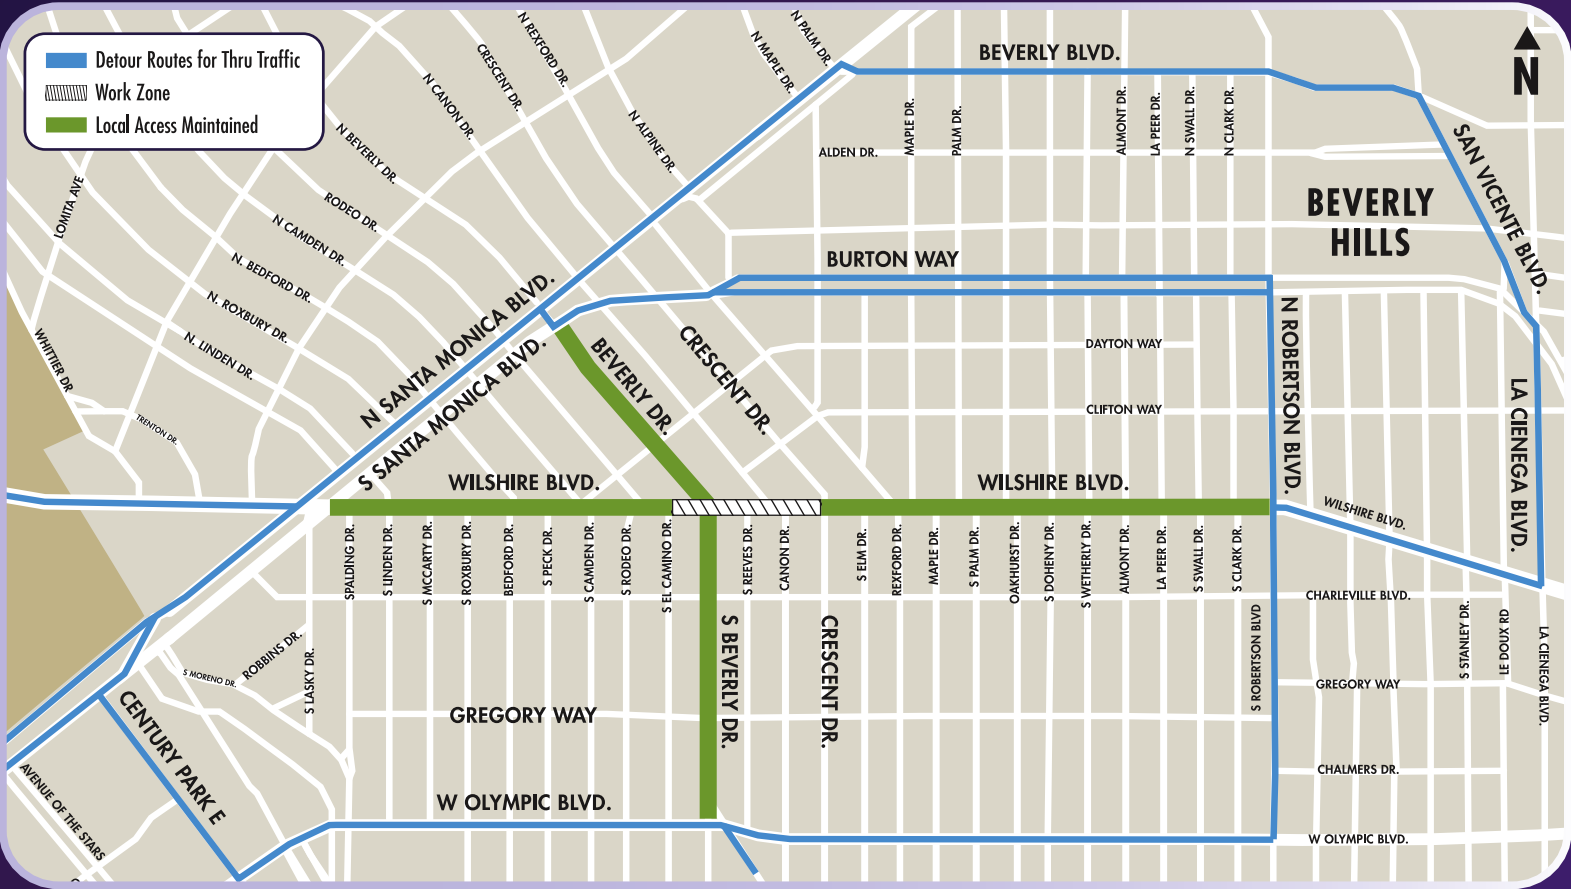 Detour Routes for Thru Traffic
Work Zone
Local Access Maintained
N REXFORD DR.
CRESCENT DR.
N CANON DR.
N BEVERLY DR.
RODEO DR.
N CAMDEN DR.
N. BEDFORD DR.
N. ROXBURY DR.
N. LINDEN DR.
LOMITA AVE
WHITTIER DR
TRENTON DR.
N ALPINE DR.
N MAPLE DR.
N PALM DR.
BEVERLY BLVD.
N
MAPLE DR.
PALM DR.
ALMONT DR.
LA PEER DR.
N SWALL DR.
N CLARK DR.
ALDEN DR.
SAN VICENTE BLVD.
BEVERLY
HILLS
BURTON WAY
N SANTA MONICA BLVD.
S SANTA MONICA BLVD.
BEVERLY DR.
CRESCENT DR.
DAYTON WAY
CLIFTON WAY
N ROBERTSON BLVD.
LA CIENEGA BLVD.
WILSHIRE BLVD.
WILSHIRE BLVD.
WILSHIRE BLVD.
SPALDING DR.
S LINDEN DR.
S MCCARTY DR.
S ROXBURY DR.
BEDFORD DR.
S PECK DR.
S CAMDEN DR.
S RODEO DR.
S EL CAMINO DR.
S REEVES DR.
CANON DR.
S ELM DR.
REXFORD DR.
MAPLE DR.
S PALM DR.
OAKHURST DR.
S DOHENY DR.
S WETHERLY DR.
ALMONT DR.
LA PEER DR.
S SWALL DR.
S CLARK DR.
S ROBERTSON BLVD
CHARLEVILLE BLVD.
S STANLEY DR.
LE DOUX RD
LA CIENEGA BLVD.
S BEVERLY DR.
CRESCENT DR.
ROBBINS DR.
S MORENO DR.
S LASKY DR.
GREGORY WAY
GREGORY WAY
CENTURY PARK E
AVENUE OF THE STARS
CHALMERS DR.
W OLYMPIC BLVD.
W OLYMPIC BLVD.